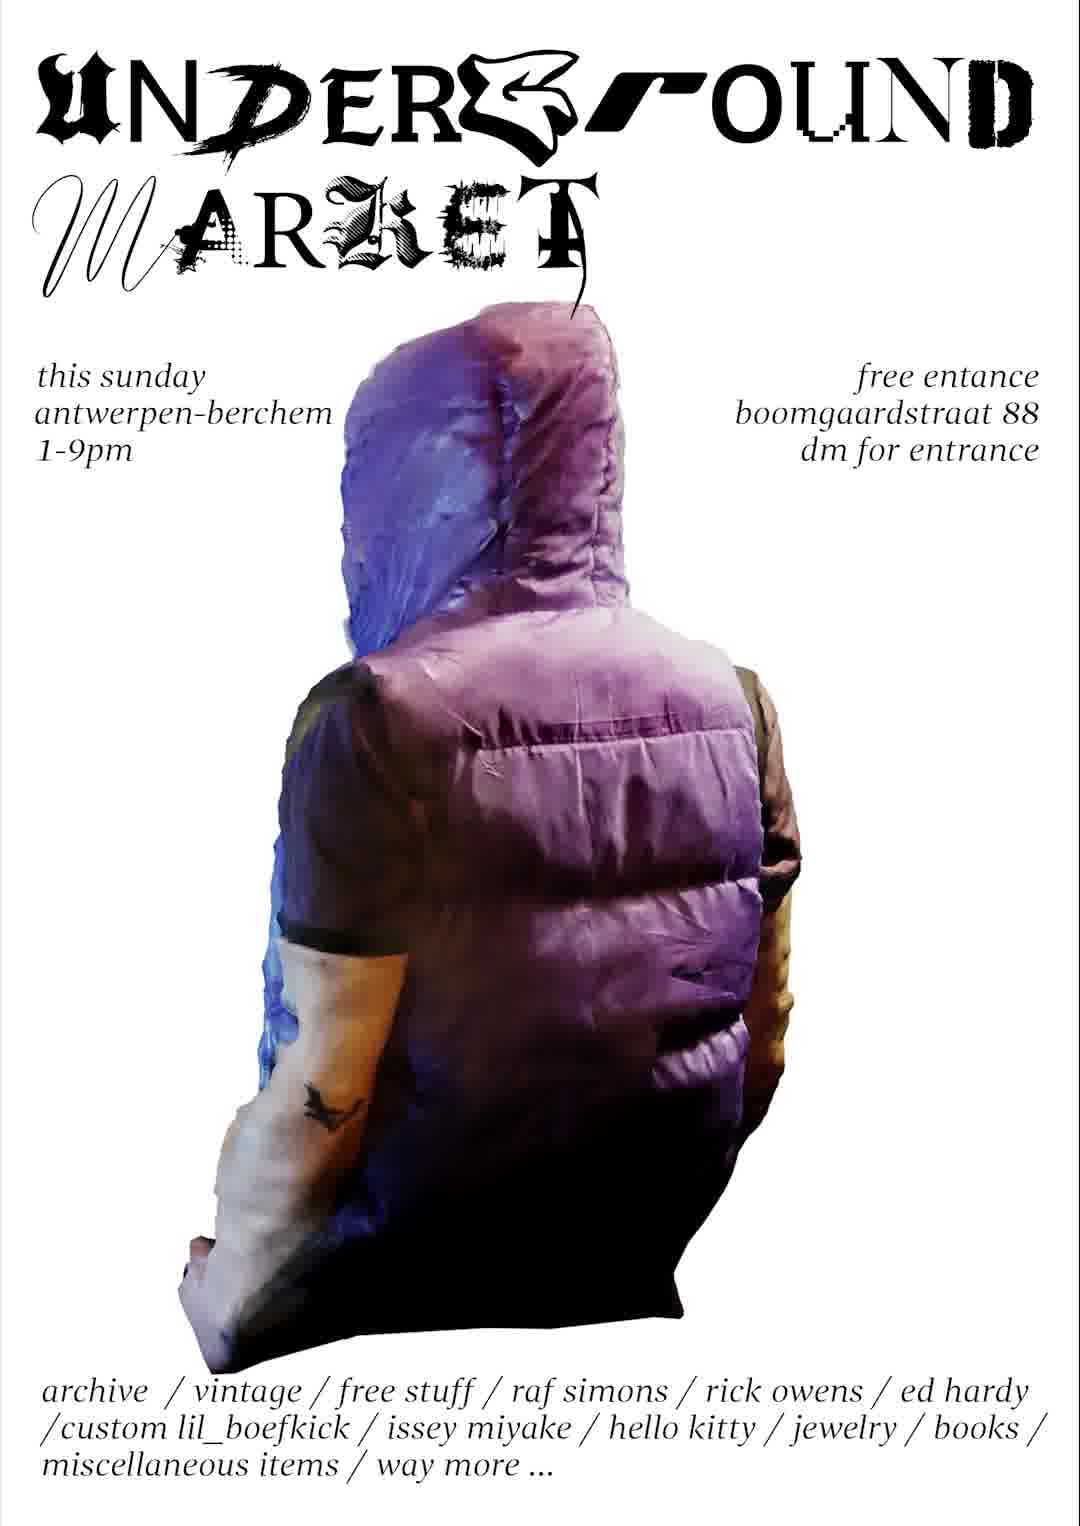 UNDERGrOUND
MARKET
this sunday
antwerpen-berchem
1-9pm
free entance
boomgaardstraat 88
dm for entrance
archive / vintage / free stuff / raf simons / rick owens / ed hardy
/custom lil_boefkick / issey miyake / hello kitty / jewelry / books /
miscellaneous items / way more ...